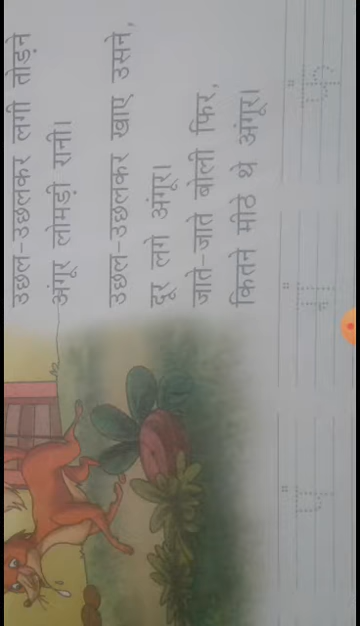 उछल-उछलकर लगी तोड़ने
अंगूर लोमड़ी रानी।
उछल-उछलकर खाए उसने,
दूर लगे अंगूर।
जाते-जाते बोली फिर,
कितने मीठे थे अंगूर।